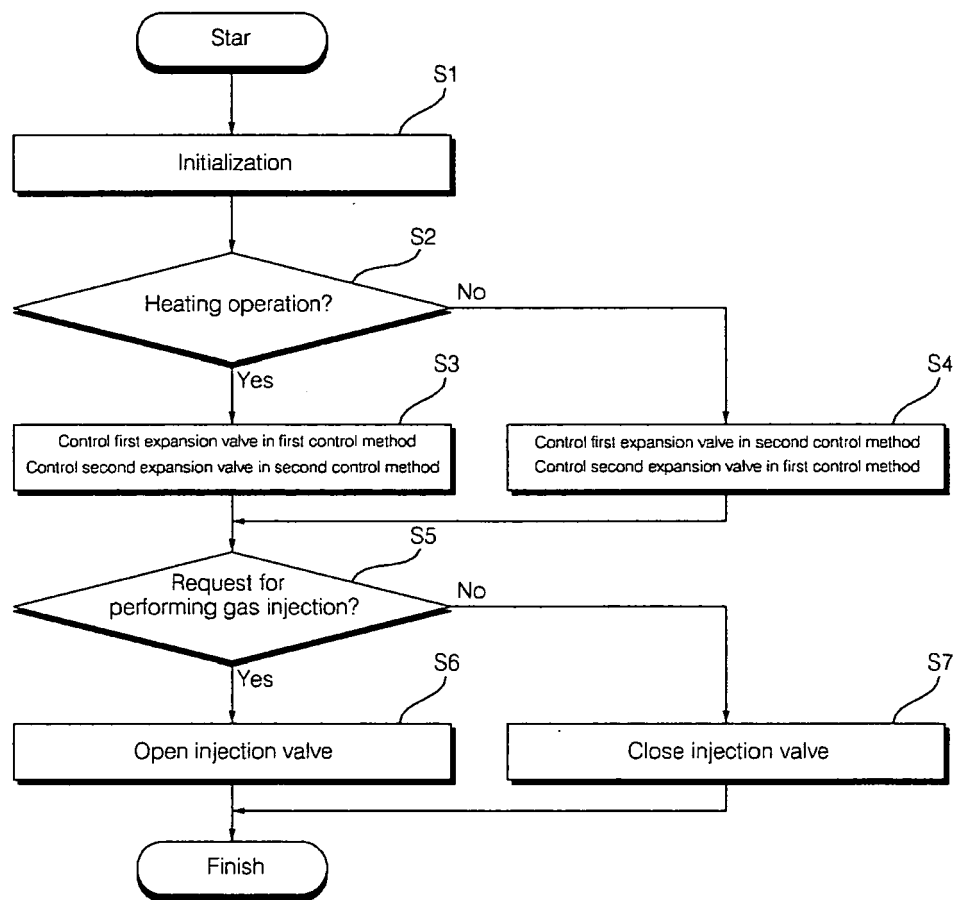 Star
S1
Initialization
S2
Heating operation?
No
Yes
S3
S4
Control first expansion valve in first control method
Control second expansion valve in second control method
Control first expansion valve in second control method
Control second expansion valve in first control method
S5
Request for
performing gas injection?
No
Yes
S6
S7
Open injection valve
Close injection valve
Finish